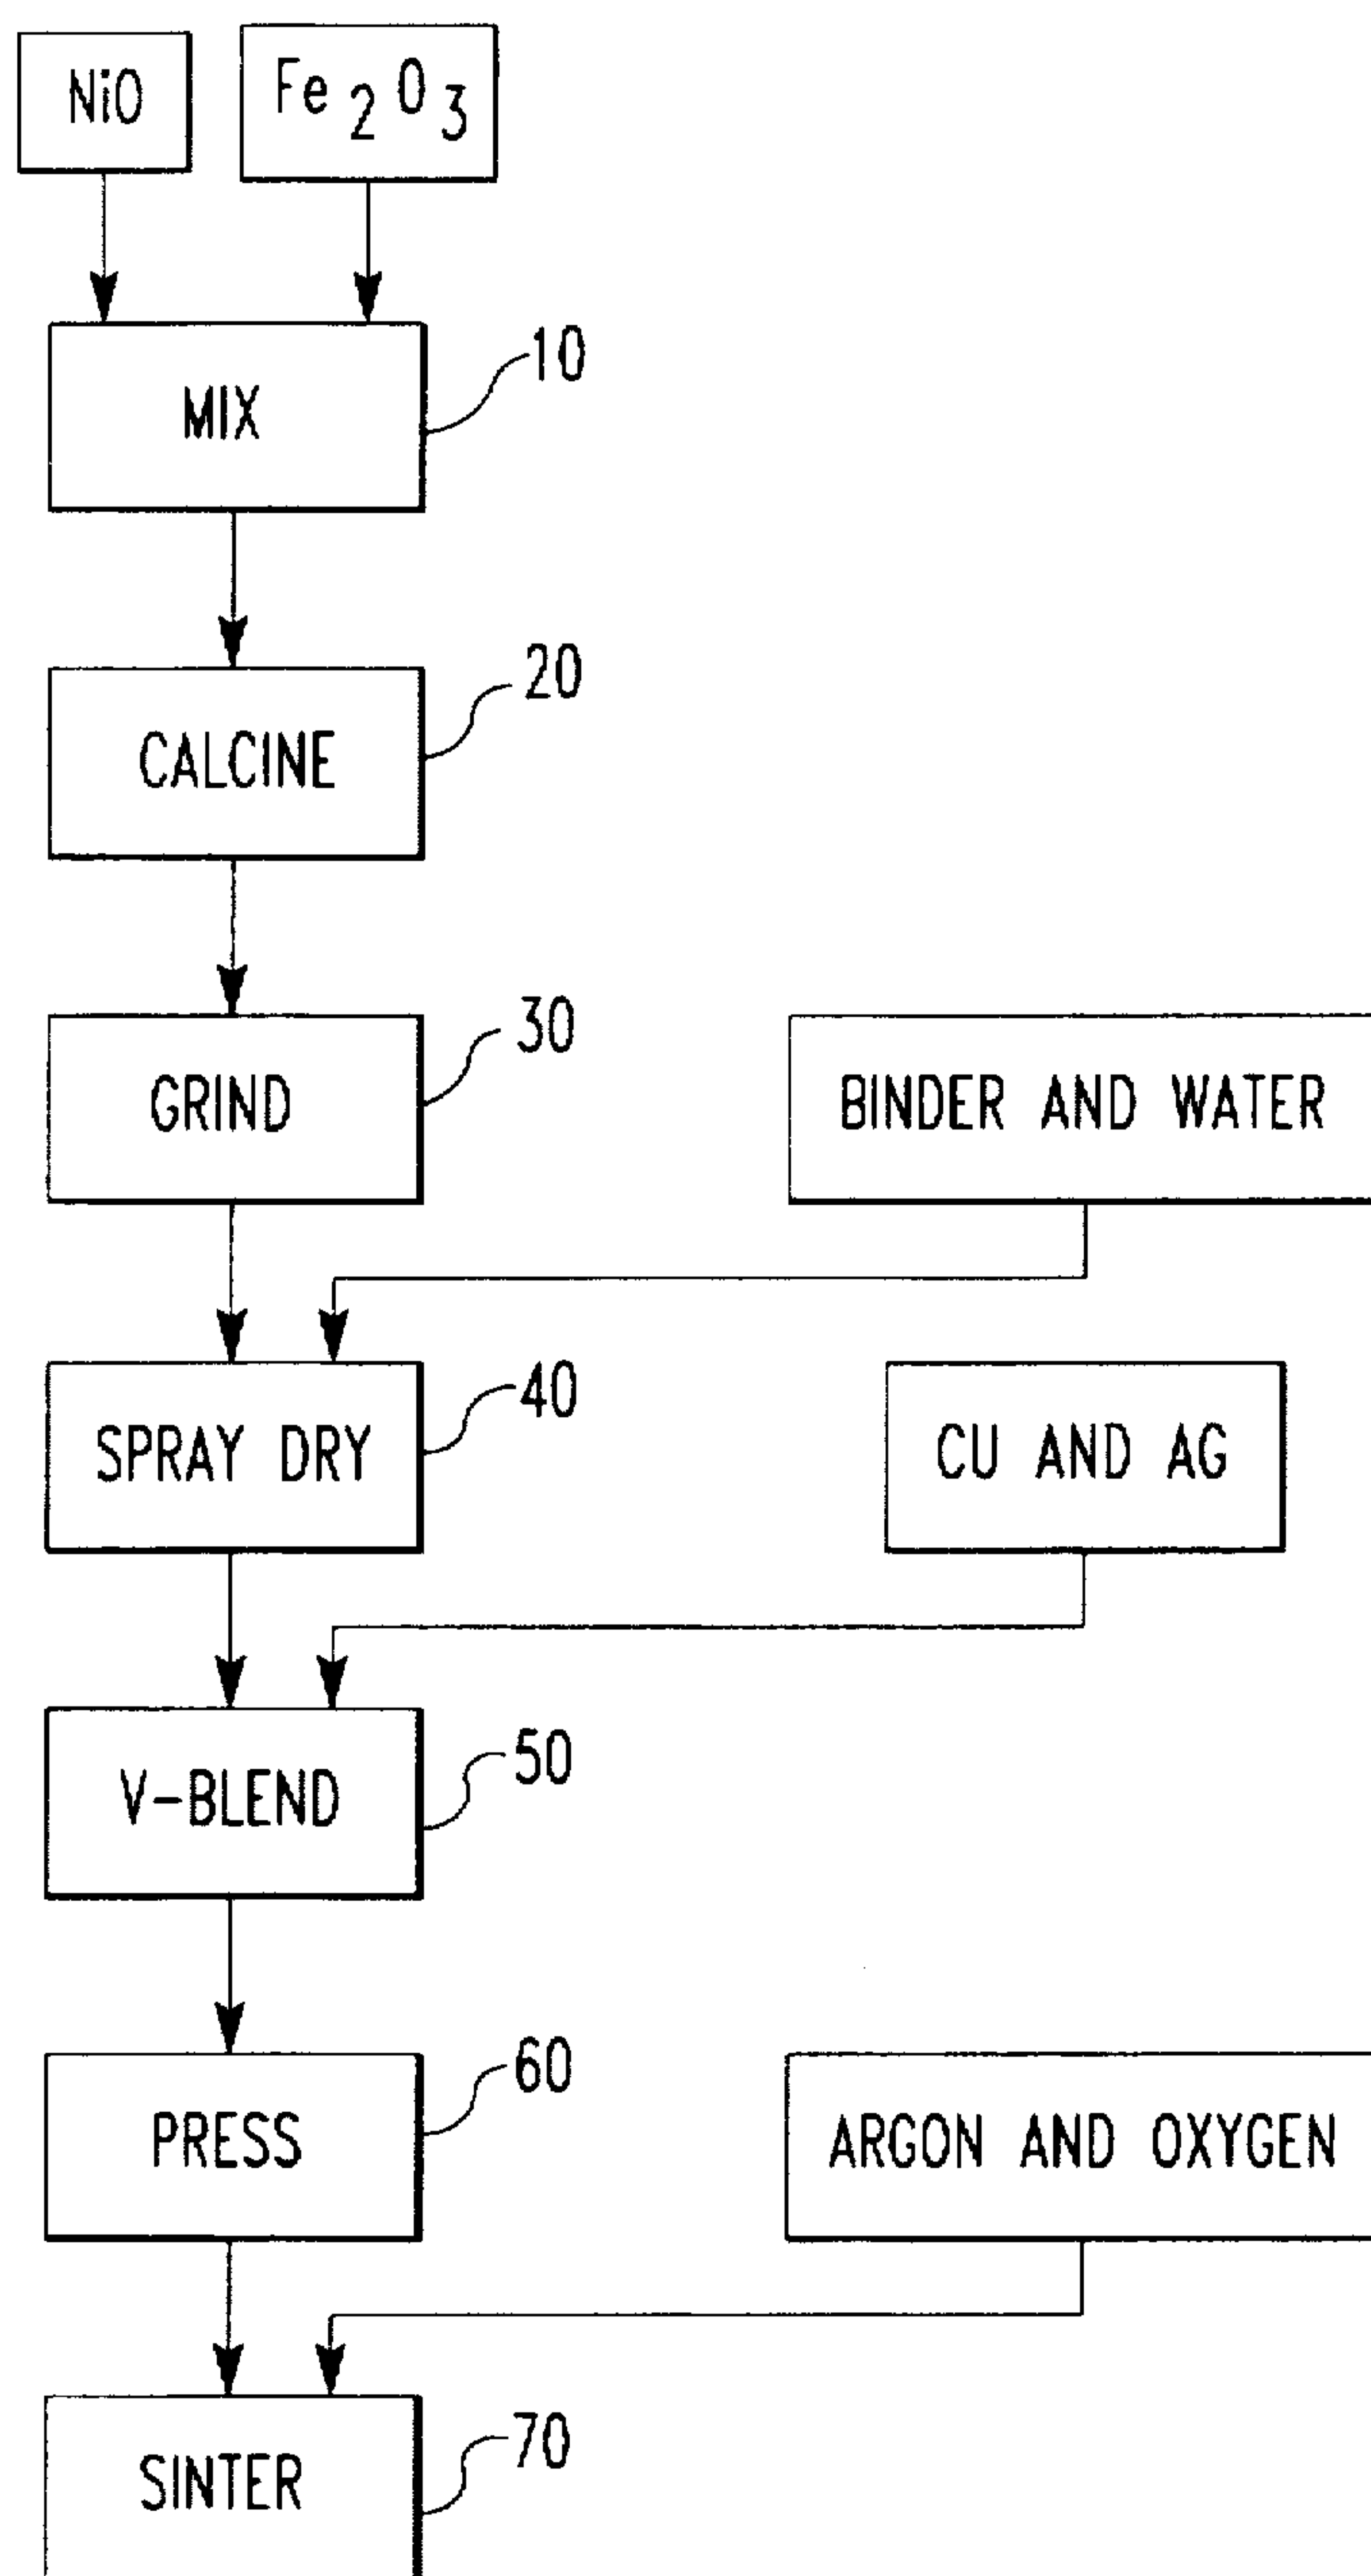 NiO
Fe2O3
MIX
10
CALCINE
20
GRIND
30
BINDER AND WATER
SPRAY DRY
40
CU AND AG
V-BLEND
50
PRESS
60
ARGON AND OXYGEN
SINTER
70